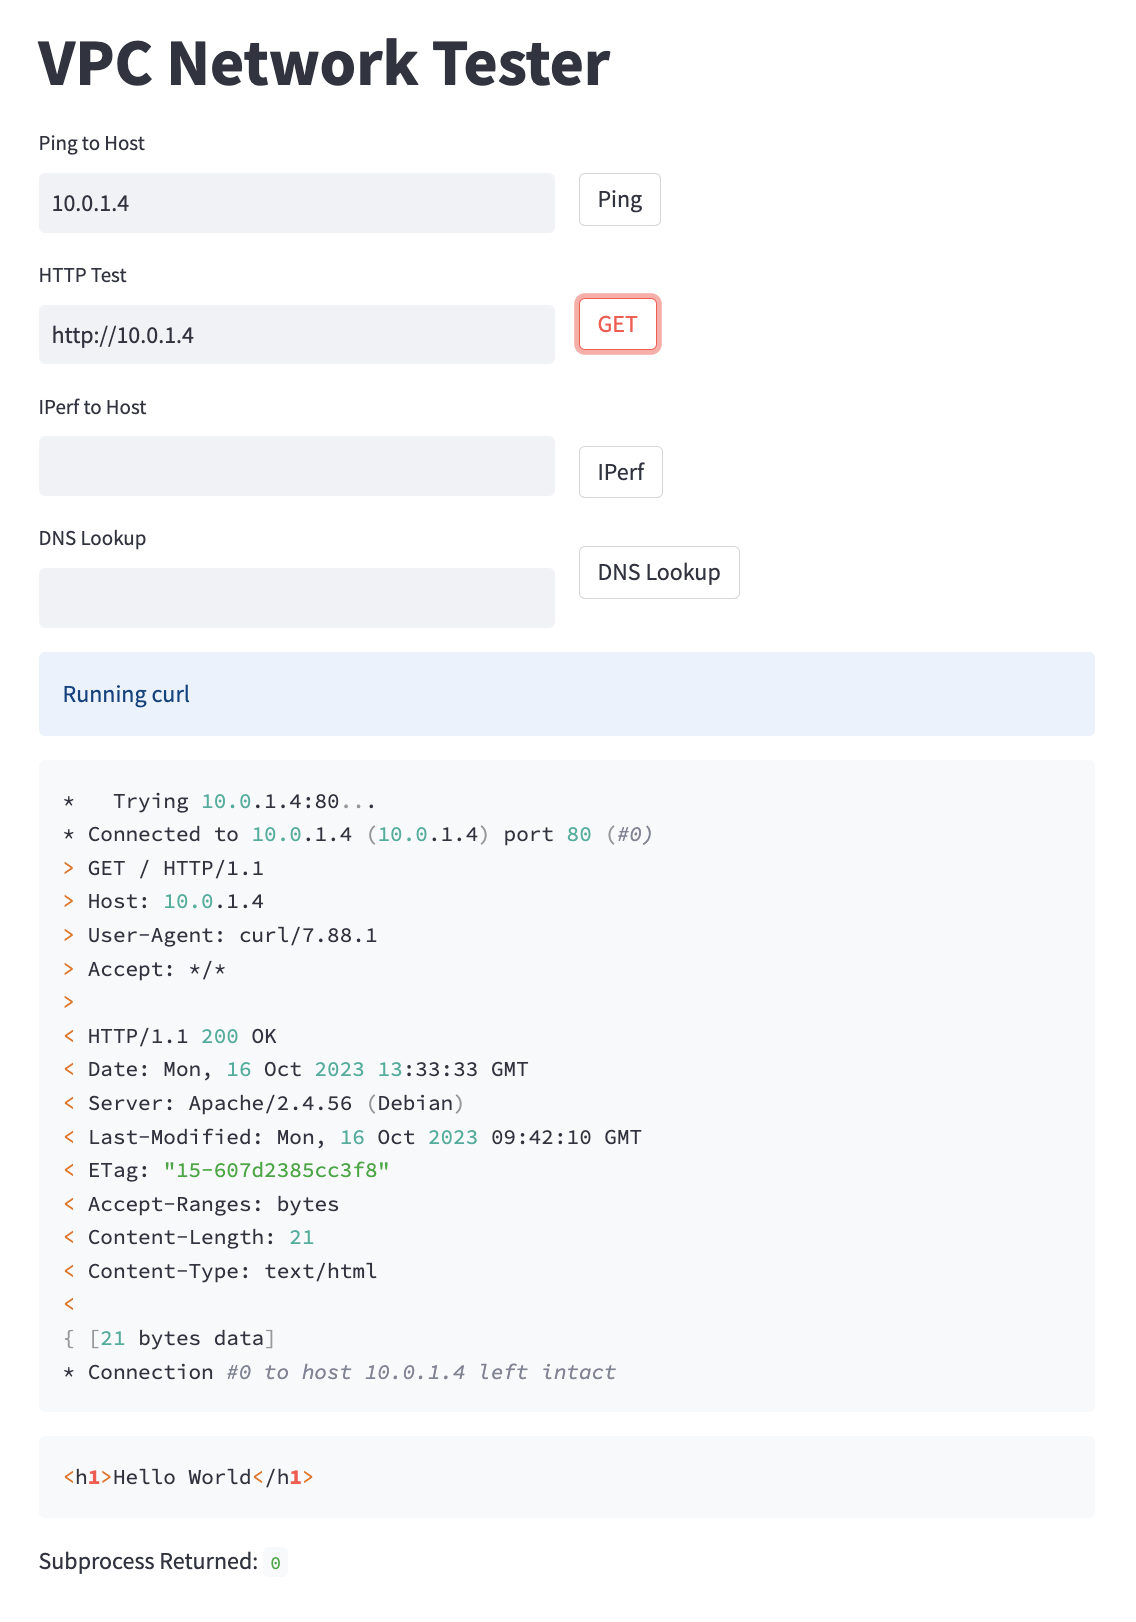 VPC Network Tester
Ping to Host
10.0.1.4
Ping
HTTP Test
http://10.0.1.4
GET
IPerf to Host
IPerf
DNS Lookup
DNS Lookup
Running curl
*   Trying 10.0.1.4:80...
* Connected to 10.0.1.4 (10.0.1.4) port 80 (#0)
> GET / HTTP/1.1
> Host: 10.0.1.4
> User-Agent: curl/7.88.1
> Accept: */*
>
< HTTP/1.1 200 OK
< Date: Mon, 16 Oct 2023 13:33:33 GMT
< Server: Apache/2.4.56 (Debian)
< Last-Modified: Mon, 16 Oct 2023 09:42:10 GMT
< ETag: "15-607d2385cc3f8"
< Accept-Ranges: bytes
< Content-Length: 21
< Content-Type: text/html
<
{ [21 bytes data]
* Connection #0 to host 10.0.1.4 left intact
<h1>Hello World</h1>
Subprocess Returned: 0